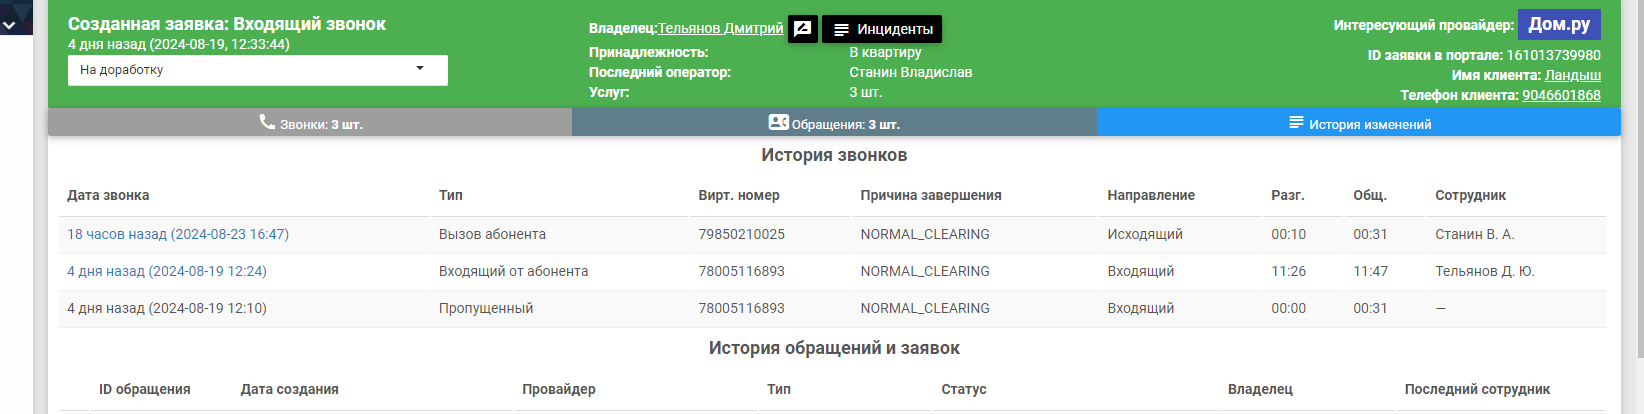 Созданная заявка: Входящий звонок
4 дня назад (2024-08-19, 12:33:44)
На доработку
Владелец:Тельянов Дмитрий Инциденты
Принадлежность: В квартиру
Последний оператор: Станин Владислав
Услуг: 3 шт.
Интересующий провайдер: Дом.ру
ID заявки в портале: 161013739980
Имя клиента: Ландыш
Телефон клиента: 9046601868
Звонки: 3 шт. Обращения: 3 шт. История изменений
История звонков
Дата звонка Тип Вирт. номер Причина завершения Направление Разг. Общ. Сотрудник
18 часов назад (2024-08-23 16:47) Вызов абонента 79850210025 NORMAL_CLEARING Исходящий 00:10 00:31 Станин В. А.
4 дня назад (2024-08-19 12:24) Входящий от абонента 78005116893 NORMAL_CLEARING Входящий 11:26 11:47 Тельянов Д. Ю.
4 дня назад (2024-08-19 12:10) Пропущенный 78005116893 NORMAL_CLEARING Входящий 00:00 00:31 —
История обращений и заявок
ID обращения Дата создания Провайдер Тип Статус Владелец Последний сотрудник